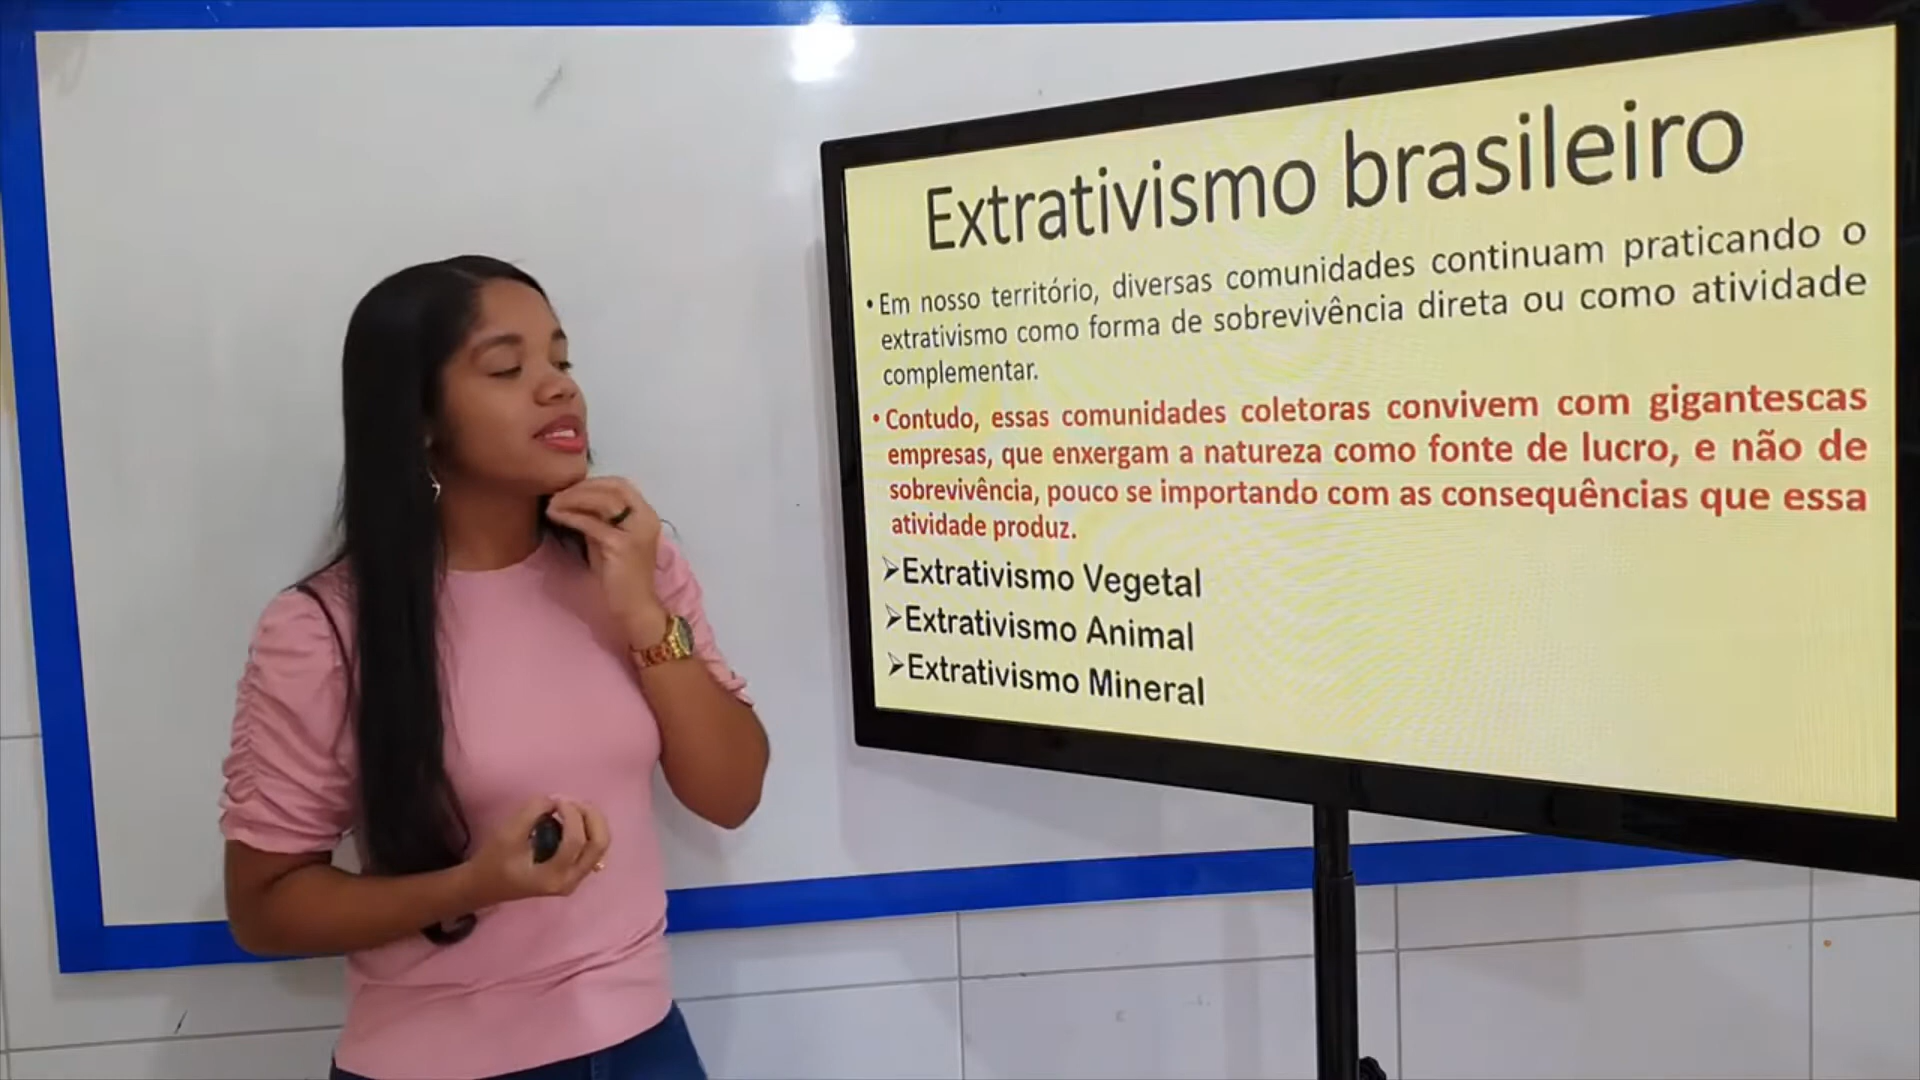 Extrativismo brasileiro
• Em nosso território, diversas comunidades continuam praticando o
extrativismo como forma de sobrevivência direta ou como atividade
complementar.
• Contudo, essas comunidades coletoras convivem com gigantescas
empresas, que enxergam a natureza como fonte de lucro, e não de
sobrevivência, pouco se importando com as consequências que essa
atividade produz.
➢Extrativismo Vegetal
➢Extrativismo Animal
➢Extrativismo Mineral